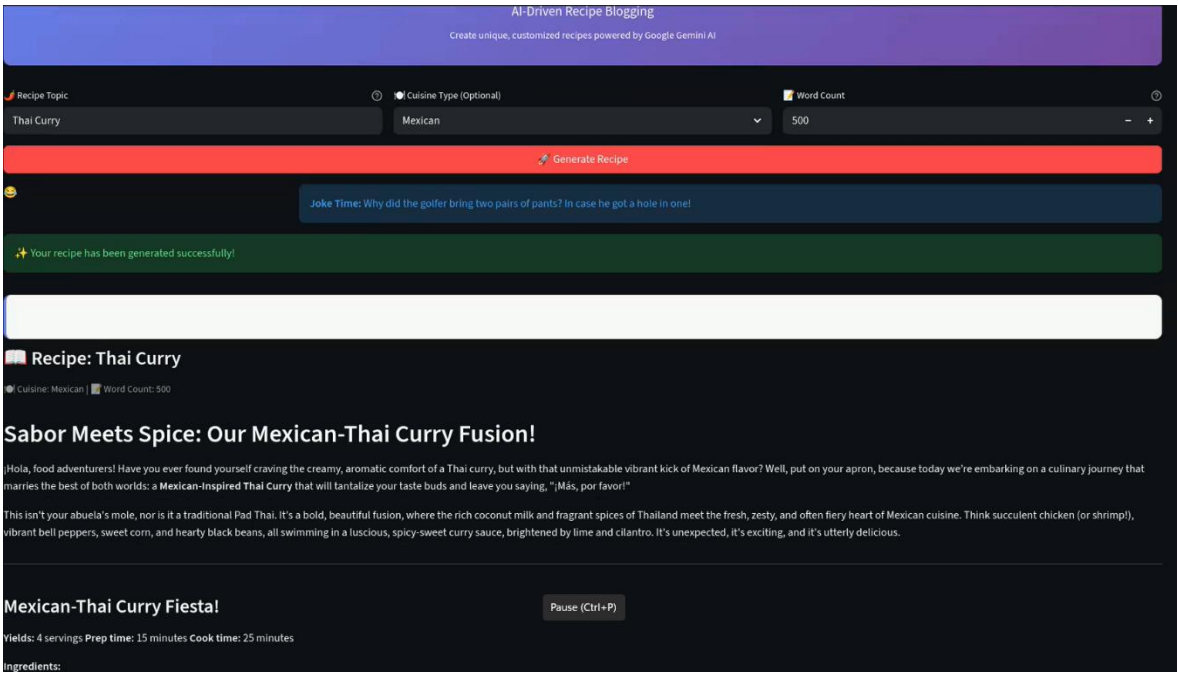 AI-Driven Recipe Blogging
Create unique, customized recipes powered by Google Gemini AI
🌶️ Recipe Topic
🍽️ Cuisine Type (Optional)
📝 Word Count
Thai Curry
Mexican
500
🚀 Generate Recipe
Joke Time: Why did the golfer bring two pairs of pants? In case he got a hole in one!
✨ Your recipe has been generated successfully!
📖 Recipe: Thai Curry
🍽️ Cuisine: Mexican | 📝 Word Count: 500
Sabor Meets Spice: Our Mexican-Thai Curry Fusion!
¡Hola, food adventurers! Have you ever found yourself craving the creamy, aromatic comfort of a Thai curry, but with that unmistakable vibrant kick of Mexican flavor? Well, put on your apron, because today we're embarking on a culinary journey that
marries the best of both worlds: a Mexican-Inspired Thai Curry that will tantalize your taste buds and leave you saying, "¡Más, por favor!"
This isn't your abuela's mole, nor is it a traditional Pad Thai. It's a bold, beautiful fusion, where the rich coconut milk and fragrant spices of Thailand meet the fresh, zesty, and often fiery heart of Mexican cuisine. Think succulent chicken (or shrimp!),
vibrant bell peppers, sweet corn, and hearty black beans, all swimming in a luscious, spicy-sweet curry sauce, brightened by lime and cilantro. It's unexpected, it's exciting, and it's utterly delicious.
Mexican-Thai Curry Fiesta!
Pause (Ctrl+P)
Yields: 4 servings Prep time: 15 minutes Cook time: 25 minutes
Ingredients: